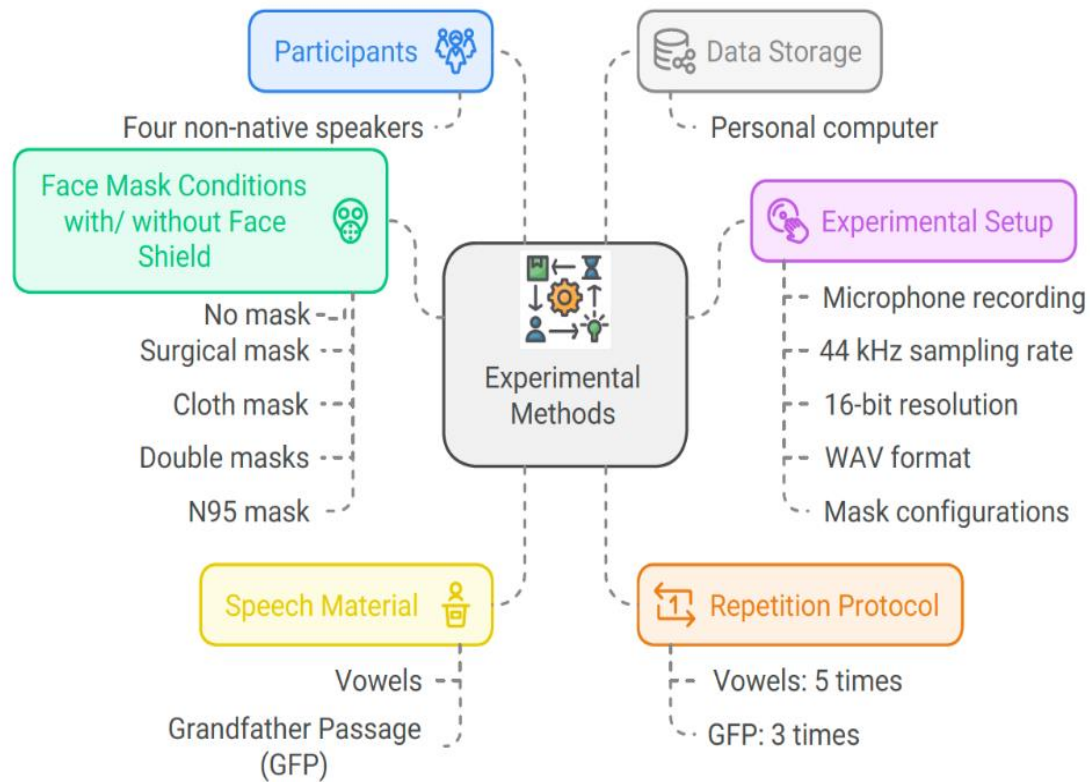 Participants
Four non-native speakers
Face Mask Conditions
with/ without Face
Shield
No mask
Surgical mask
Cloth mask
Double masks
N95 mask
Speech Material
Vowels
Grandfather Passage
(GFP)
Experimental
Methods
Data Storage
Personal computer
Experimental Setup
Microphone recording
44 kHz sampling rate
16-bit resolution
WAV format
Mask configurations
1
Repetition Protocol
Vowels: 5 times
GFP: 3 times